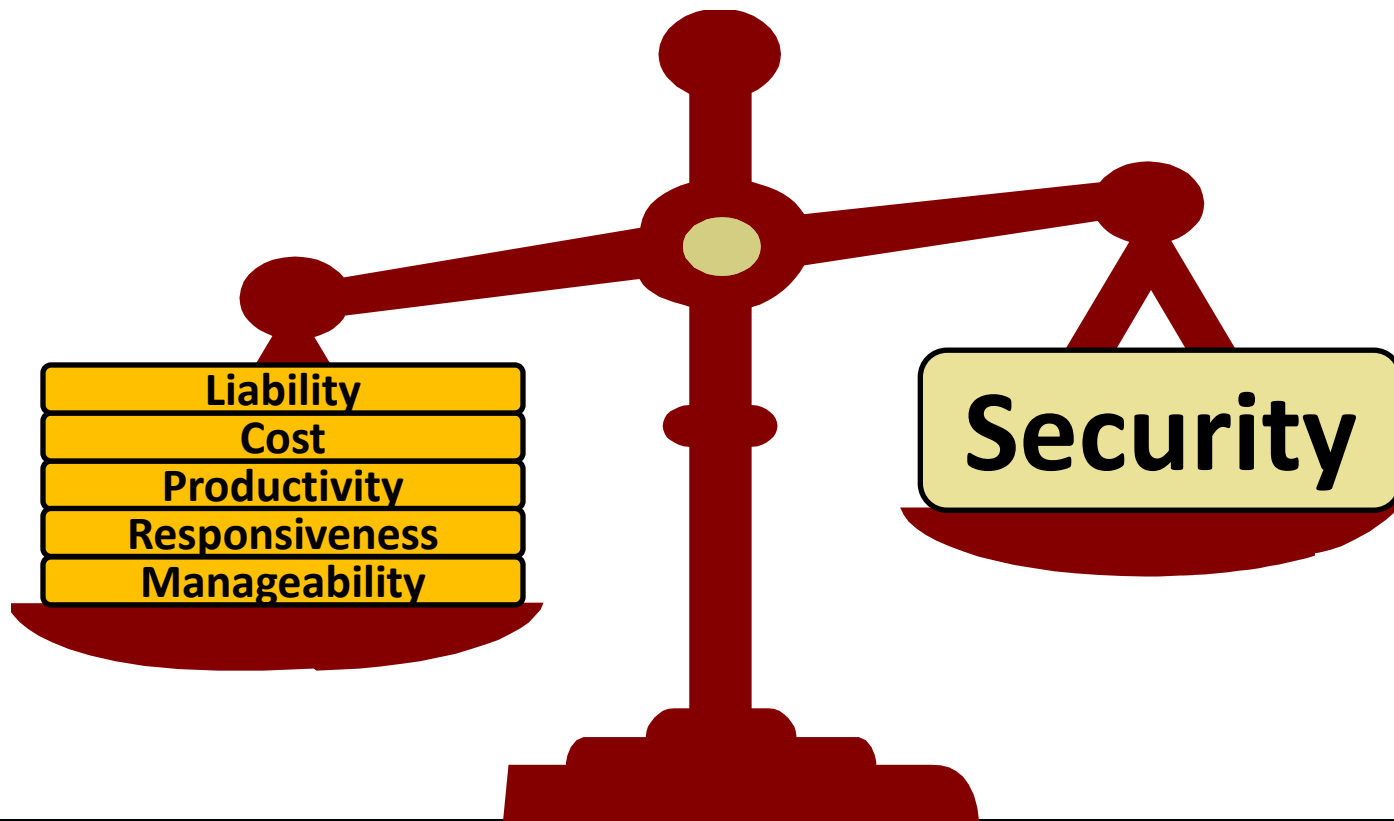 Liability
Cost
Productivity
Responsiveness
Manageability
Security